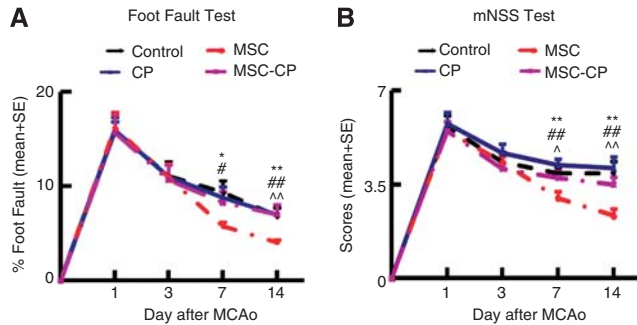 A
Foot Fault Test
Control
MSC
CP
MSC-CP
% Foot Fault (mean+SE)
20
10
0
*
#
**
##
^^
1
3
7
14
Day after MCAo
B
mNSS Test
Control
MSC
CP
MSC-CP
Scores (mean+SE)
7
3.5
0
**
##
^
**
##
^^
1
3
7
14
Day after MCAo